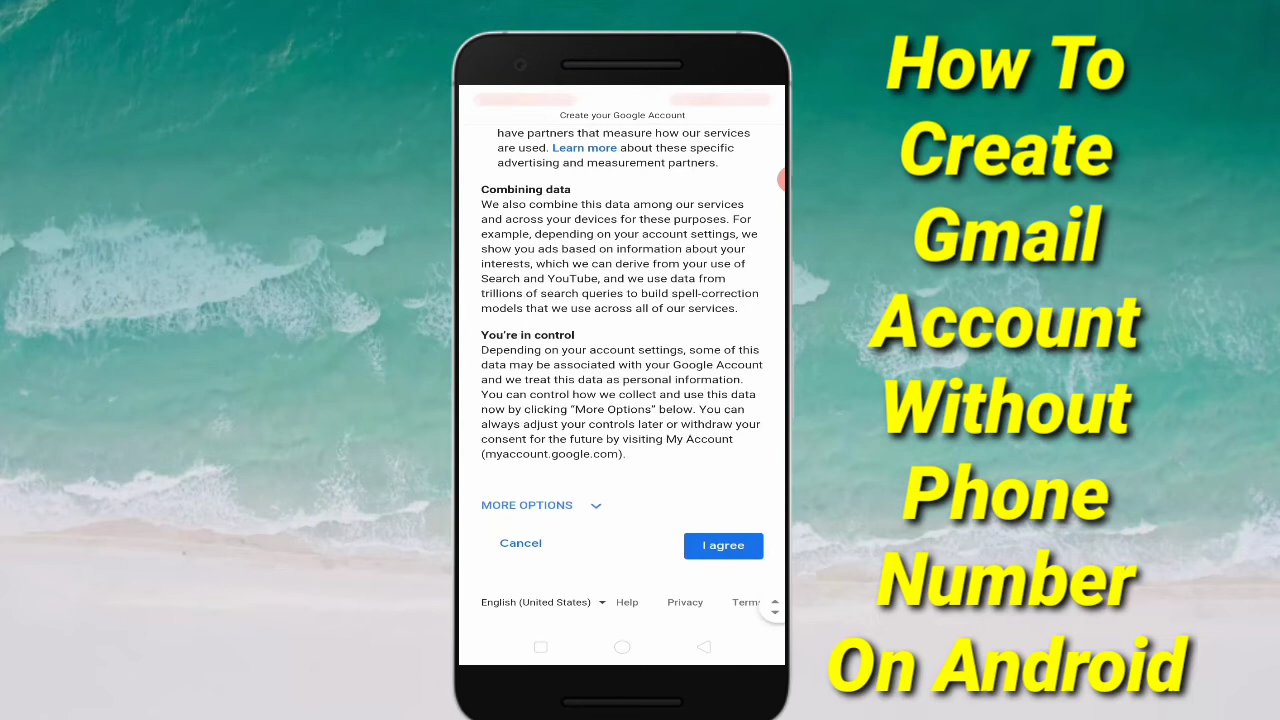 Create your Google Account
have partners that measure how our services
are used. Learn more about these specific
advertising and measurement partners.
Combining data
We also combine this data among our services
and across your devices for these purposes. For
example, depending on your account settings, we
show you ads based on information about your
interests, which we can derive from your use of
Search and YouTube, and we use data from
trillions of search queries to build spell-correction
models that we use across all of our services.
You're in control
Depending on your account settings, some of this
data may be associated with your Google Account
and we treat this data as personal information.
You can control how we collect and use this data
now by clicking "More Options" below. You can
always adjust your controls later or withdraw your
consent for the future by visiting My Account
(myaccount.google.com).
MORE OPTIONS
Cancel
I agree
English (United States) Help Privacy Term
How To
Create
Gmail
Account
Without
Phone
Number
On Android